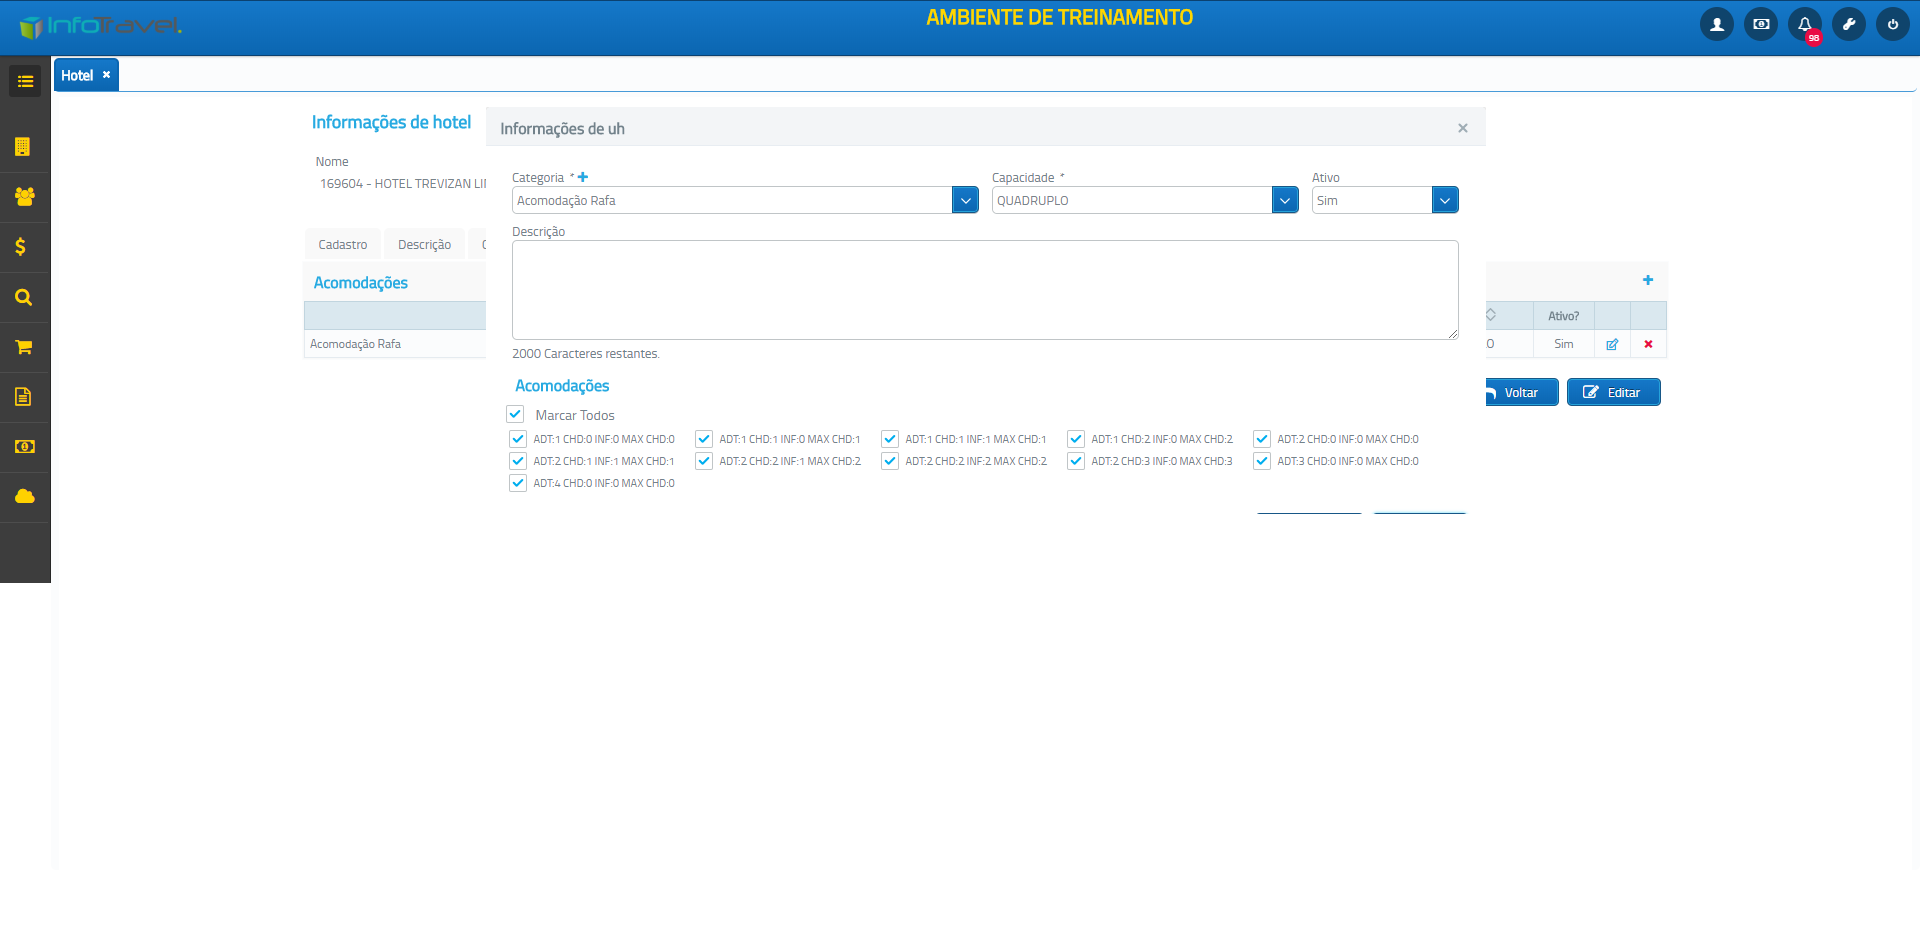 InfoTravel.
AMBIENTE DE TREINAMENTO
98
Hotel
Informações de hotel
Nome
169604 - HOTEL TREVIZAN
Cadastro
Descrição
Acomodações
Acomodação Rafa
Informações de uh
Categoria *
Acomodação Rafa
Capacidade *
QUADRUPLO
Ativo
Sim
Descrição
2000 Caracteres restantes.
Acomodações
Marcar Todos
ADT:1 CHD:0 INF:0 MAX CHD:0
ADT:1 CHD:1 INF:0 MAX CHD:1
ADT:1 CHD:1 INF:1 MAX CHD:1
ADT:1 CHD:2 INF:0 MAX CHD:2
ADT:2 CHD:0 INF:0 MAX CHD:0
ADT:2 CHD:1 INF:1 MAX CHD:1
ADT:2 CHD:2 INF:1 MAX CHD:2
ADT:2 CHD:2 INF:2 MAX CHD:2
ADT:2 CHD:3 INF:0 MAX CHD:3
ADT:3 CHD:0 INF:0 MAX CHD:0
ADT:4 CHD:0 INF:0 MAX CHD:0
Ativo?
Sim
Voltar
Editar